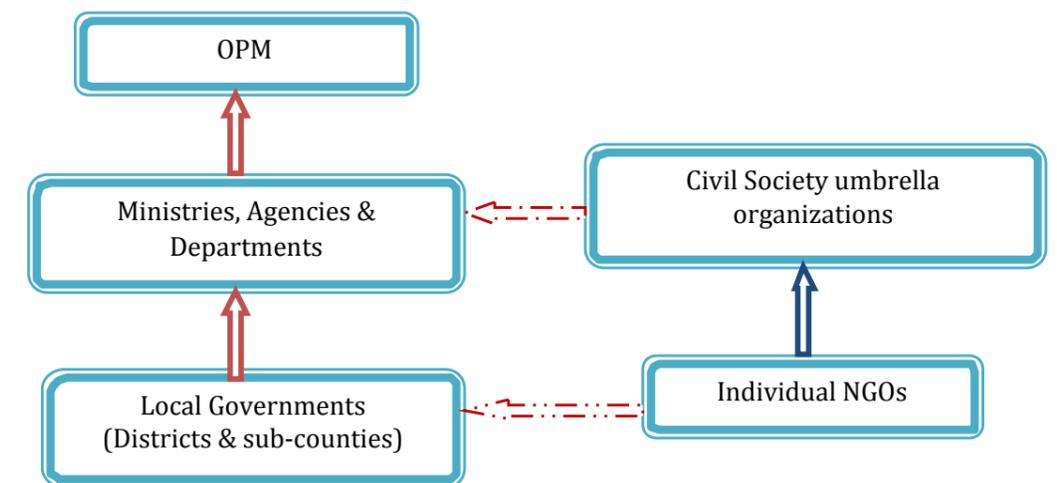 OPM
Ministries, Agencies &
Departments
Civil Society umbrella
organizations
Local Governments
(Districts & sub-counties)
Individual NGOs